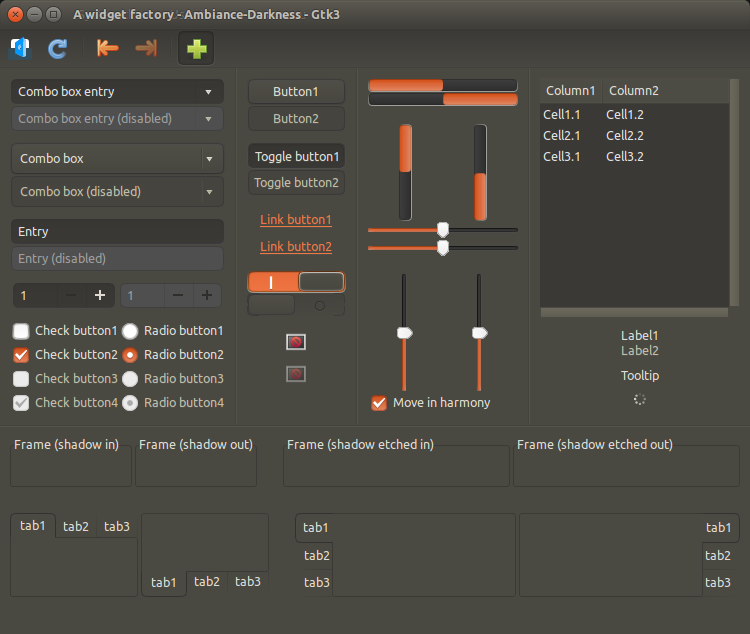 A widget factory - Ambiance-Darkness - Gtk3
Combo box entry
Combo box entry (disabled)
Combo box
Combo box (disabled)
Entry
Entry (disabled)
1
1
Check button1
Radio button1
Check button2
Radio button2
Check button3
Radio button3
Check button4
Radio button4
Button1
Button2
Toggle button1
Toggle button2
Link button1
Link button2
Move in harmony
Column1 Column2
Cell1.1 Cell1.2
Cell2.1 Cell2.2
Cell3.1 Cell3.2
Label1
Label2
Tooltip
Frame (shadow in)
Frame (shadow out)
Frame (shadow etched in)
Frame (shadow etched out)
tab1 tab2 tab3
tab1 tab2 tab3
tab1
tab2
tab3
tab1
tab2
tab3